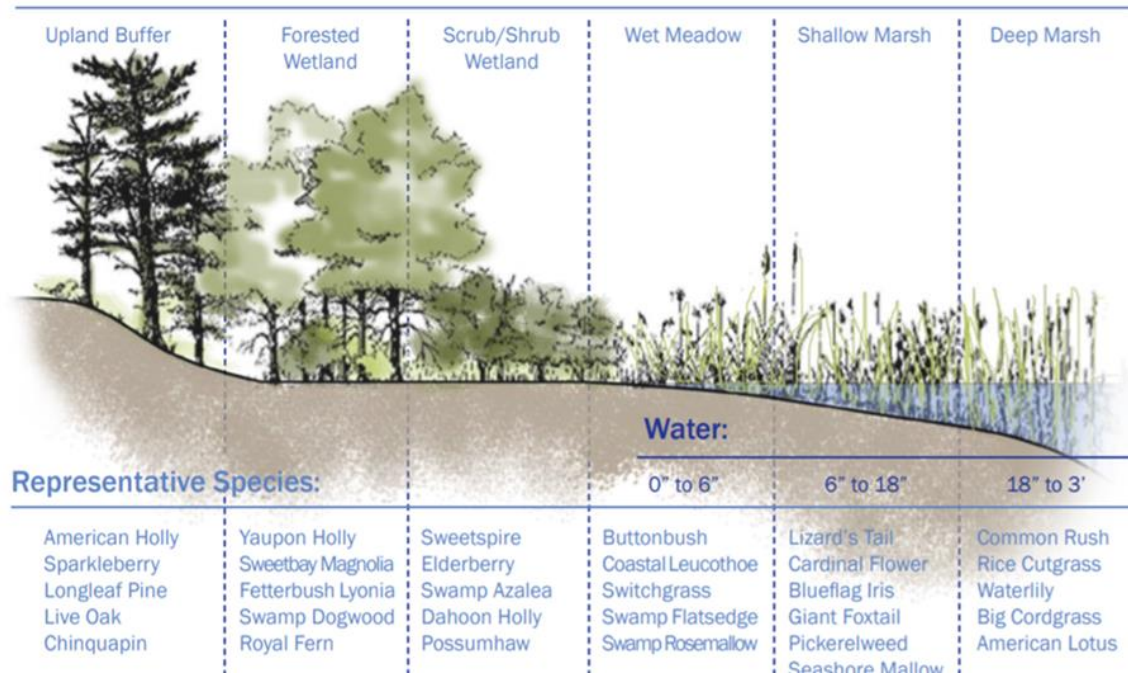 Upland Buffer
Forested
Wetland
Scrub/Shrub
Wetland
Wet Meadow
Shallow Marsh
Deep Marsh
Water:
0” to 6”
6” to 18”
18” to 3’
Representative Species:
American Holly
Sparkleberry
Longleaf Pine
Live Oak
Chinquapin
Yaupon Holly
Sweetbay Magnolia
Fetterbush Lyonia
Swamp Dogwood
Royal Fern
Sweetspire
Elderberry
Swamp Azalea
Dahoon Holly
Possumhaw
Buttonbush
Coastal Leucothoe
Switchgrass
Swamp Flatsedge
Swamp Rosemallow
Lizard’s Tail
Cardinal Flower
Blueflag Iris
Giant Foxtail
Pickerelweed
Seashore Mallow
Common Rush
Rice Cutgrass
Waterlily
Big Cordgrass
American Lotus